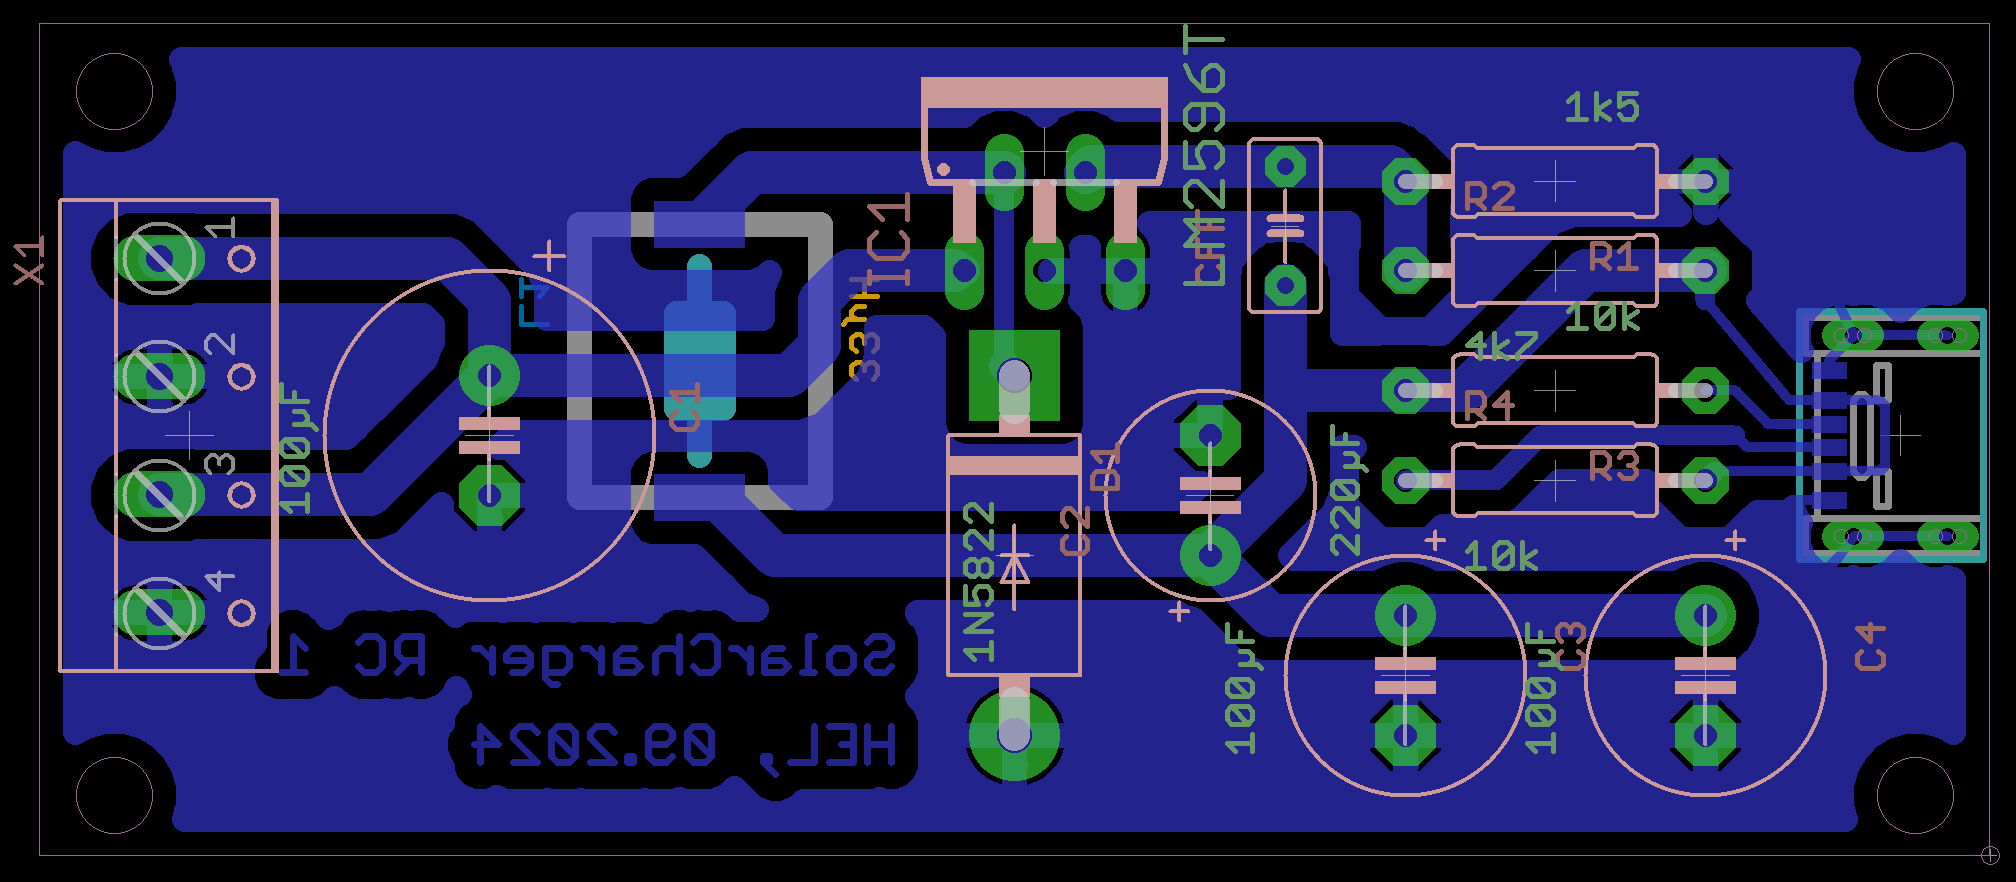 X1
1
2
3
4
100µF
C1
L1
33µH
IC1
LM2596T
1k5
R2
R1
10k
4k7
R4
R3
10k
D1
1N5822
C2
220µF
100µF
C3
100µF
C4
SolarCharger RC 1
HEL, 09.2024